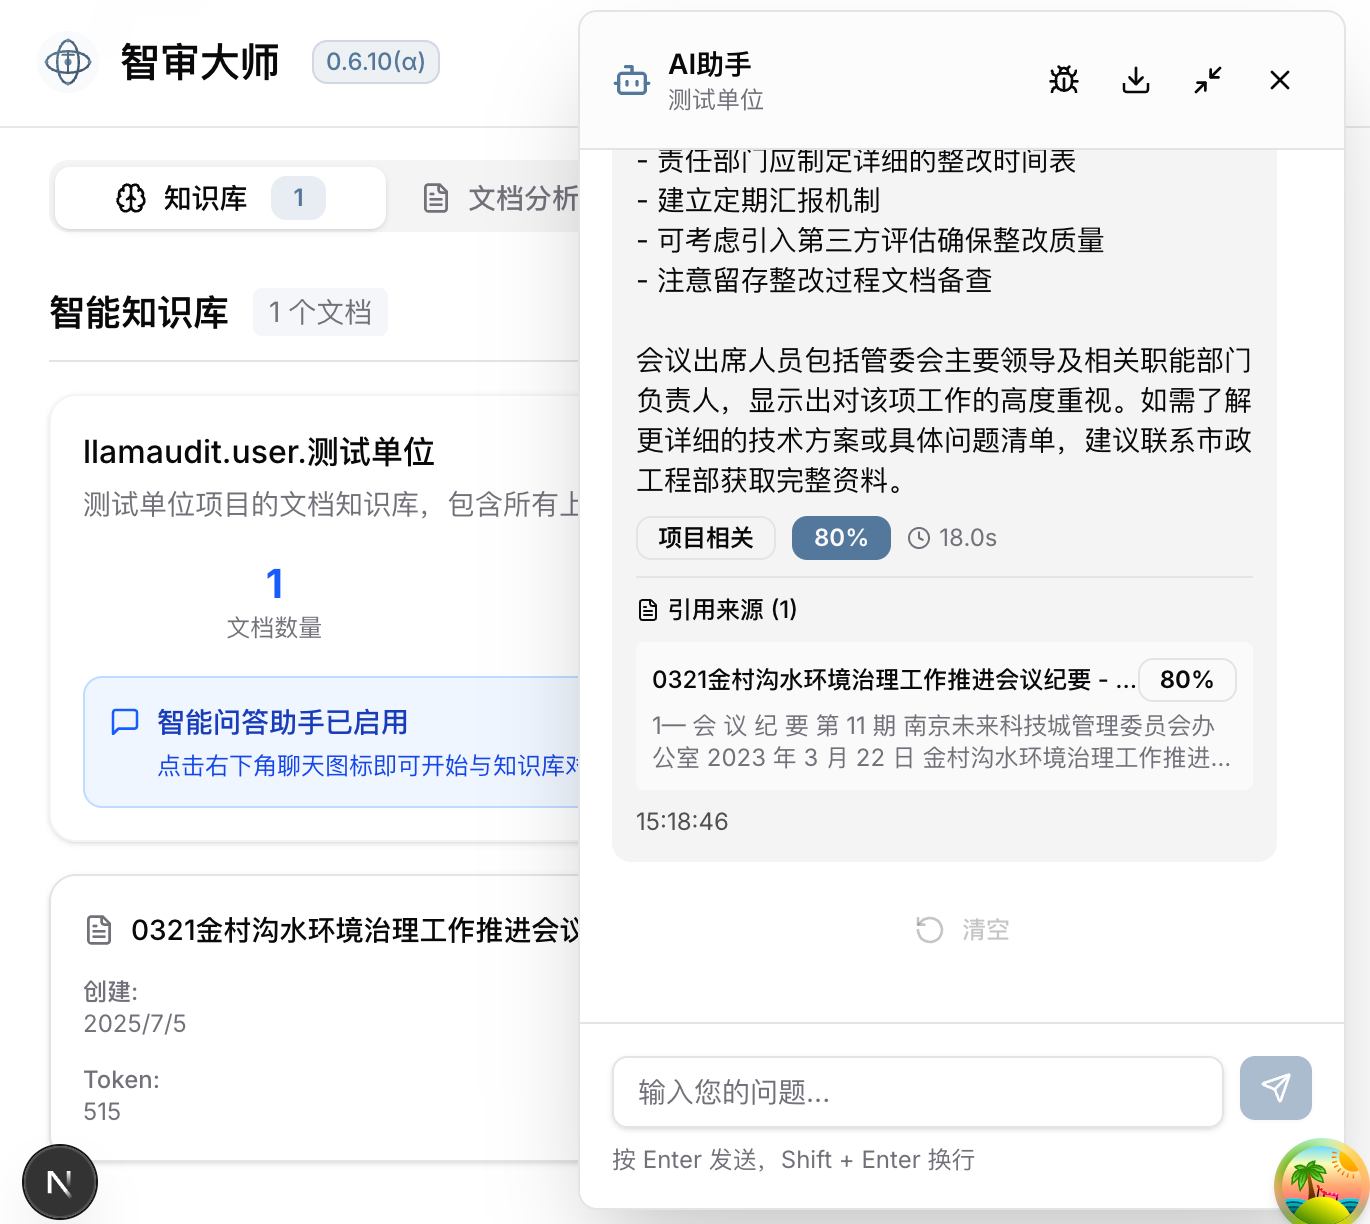 智审大师
0.6.10(α)
知识库
1
文档分析
智能知识库
1 个文档
llamaudit.user.测试单位
测试单位项目的文档知识库，包含所有上
1
文档数量
智能问答助手已启用
点击右下角聊天图标即可开始与知识库对
0321金村沟水环境治理工作推进会议
创建:
2025/7/5
Token:
515
N
AI助手
测试单位
- 责任部门应制定详细的整改时间表
- 建立定期汇报机制
- 可考虑引入第三方评估确保整改质量
- 注意留存整改过程文档备查
会议出席人员包括管委会主要领导及相关职能部门
负责人，显示出对该项工作的高度重视。如需了解
更详细的技术方案或具体问题清单，建议联系市政
工程部获取完整资料。
项目相关
80%
18.0s
引用来源 (1)
0321金村沟水环境治理工作推进会议纪要 - ...
80%
1— 会 议 纪 要 第 11 期 南京未来科技城管理委员会办
公室 2023 年 3 月 22 日 金村沟水环境治理工作推进...
15:18:46
清空
输入您的问题...
按 Enter 发送，Shift + Enter 换行